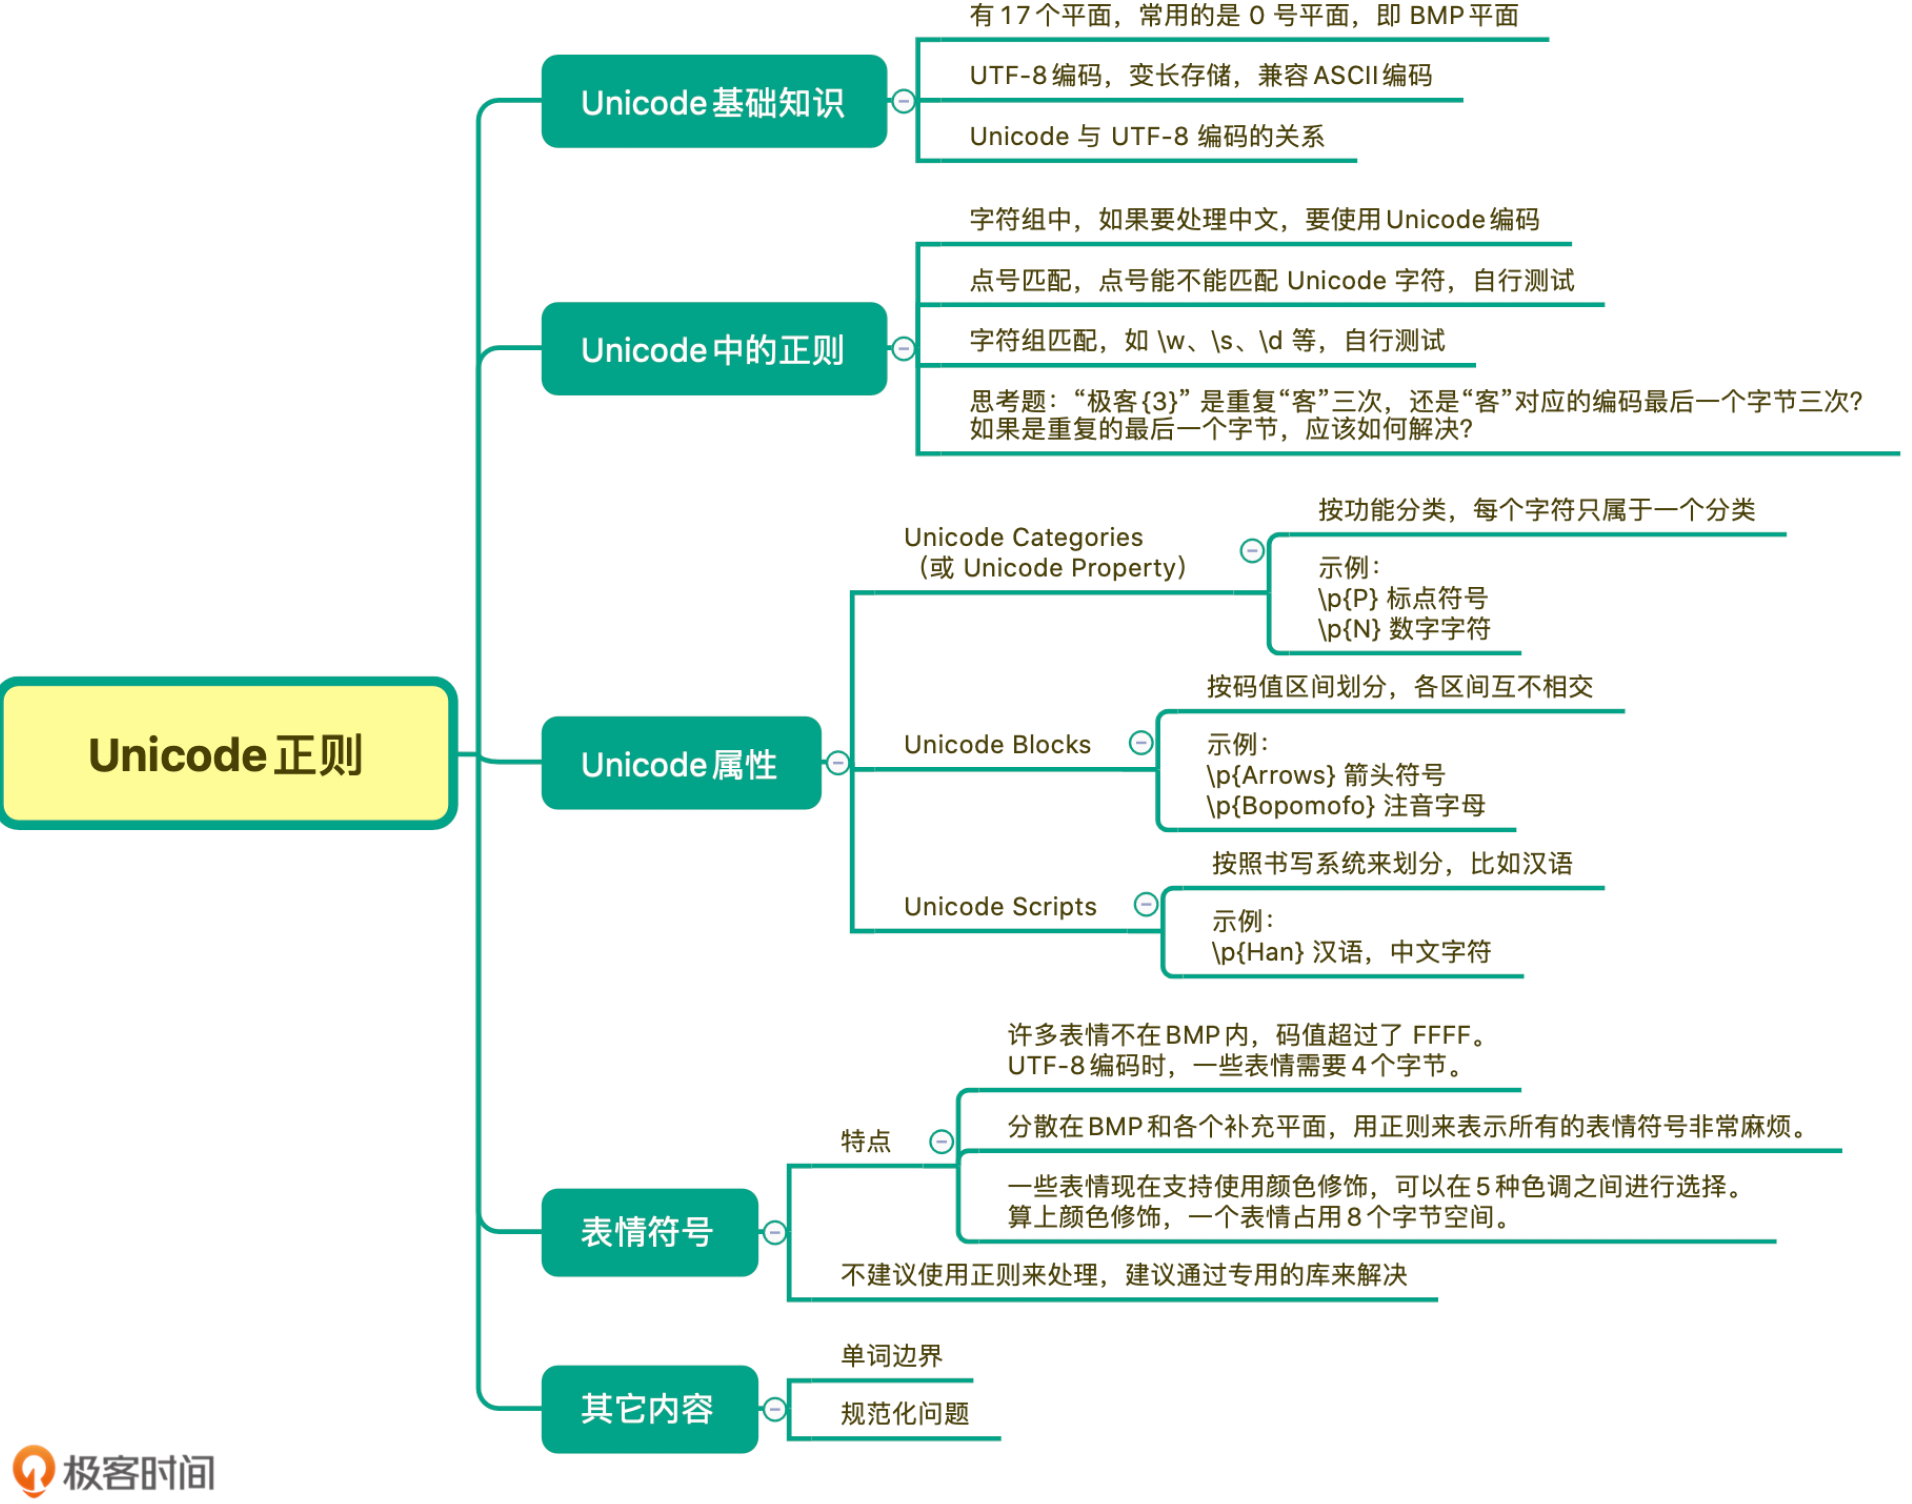 Unicode正则
Unicode基础知识
有17个平面，常用的是 0 号平面，即 BMP平面
UTF-8编码，变长存储，兼容ASCII编码
Unicode 与 UTF-8 编码的关系
Unicode中的正则
字符组中，如果要处理中文，要使用Unicode编码
点号匹配，点号能不能匹配 Unicode 字符，自行测试
字符组匹配，如 \w、\s、\d 等，自行测试
思考题：“极客{3}” 是重复“客”三次，还是“客”对应的编码最后一个字节三次？
如果是重复的最后一个字节，应该如何解决？
Unicode属性
Unicode Categories
（或 Unicode Property）
按功能分类，每个字符只属于一个分类
示例：
\p{P} 标点符号
\p{N} 数字字符
Unicode Blocks
按码值区间划分，各区间互不相交
示例：
\p{Arrows} 箭头符号
\p{Bopomofo} 注音字母
Unicode Scripts
按照书写系统来划分，比如汉语
示例：
\p{Han} 汉语，中文字符
表情符号
特点
许多表情不在BMP内，码值超过了 FFFF。
UTF-8编码时，一些表情需要4个字节。
分散在BMP和各个补充平面，用正则来表示所有的表情符号非常麻烦。
一些表情现在支持使用颜色修饰，可以在5种色调之间进行选择。
算上颜色修饰，一个表情占用8个字节空间。
不建议使用正则来处理，建议通过专用的库来解决
其它内容
单词边界
规范化问题
极客时间